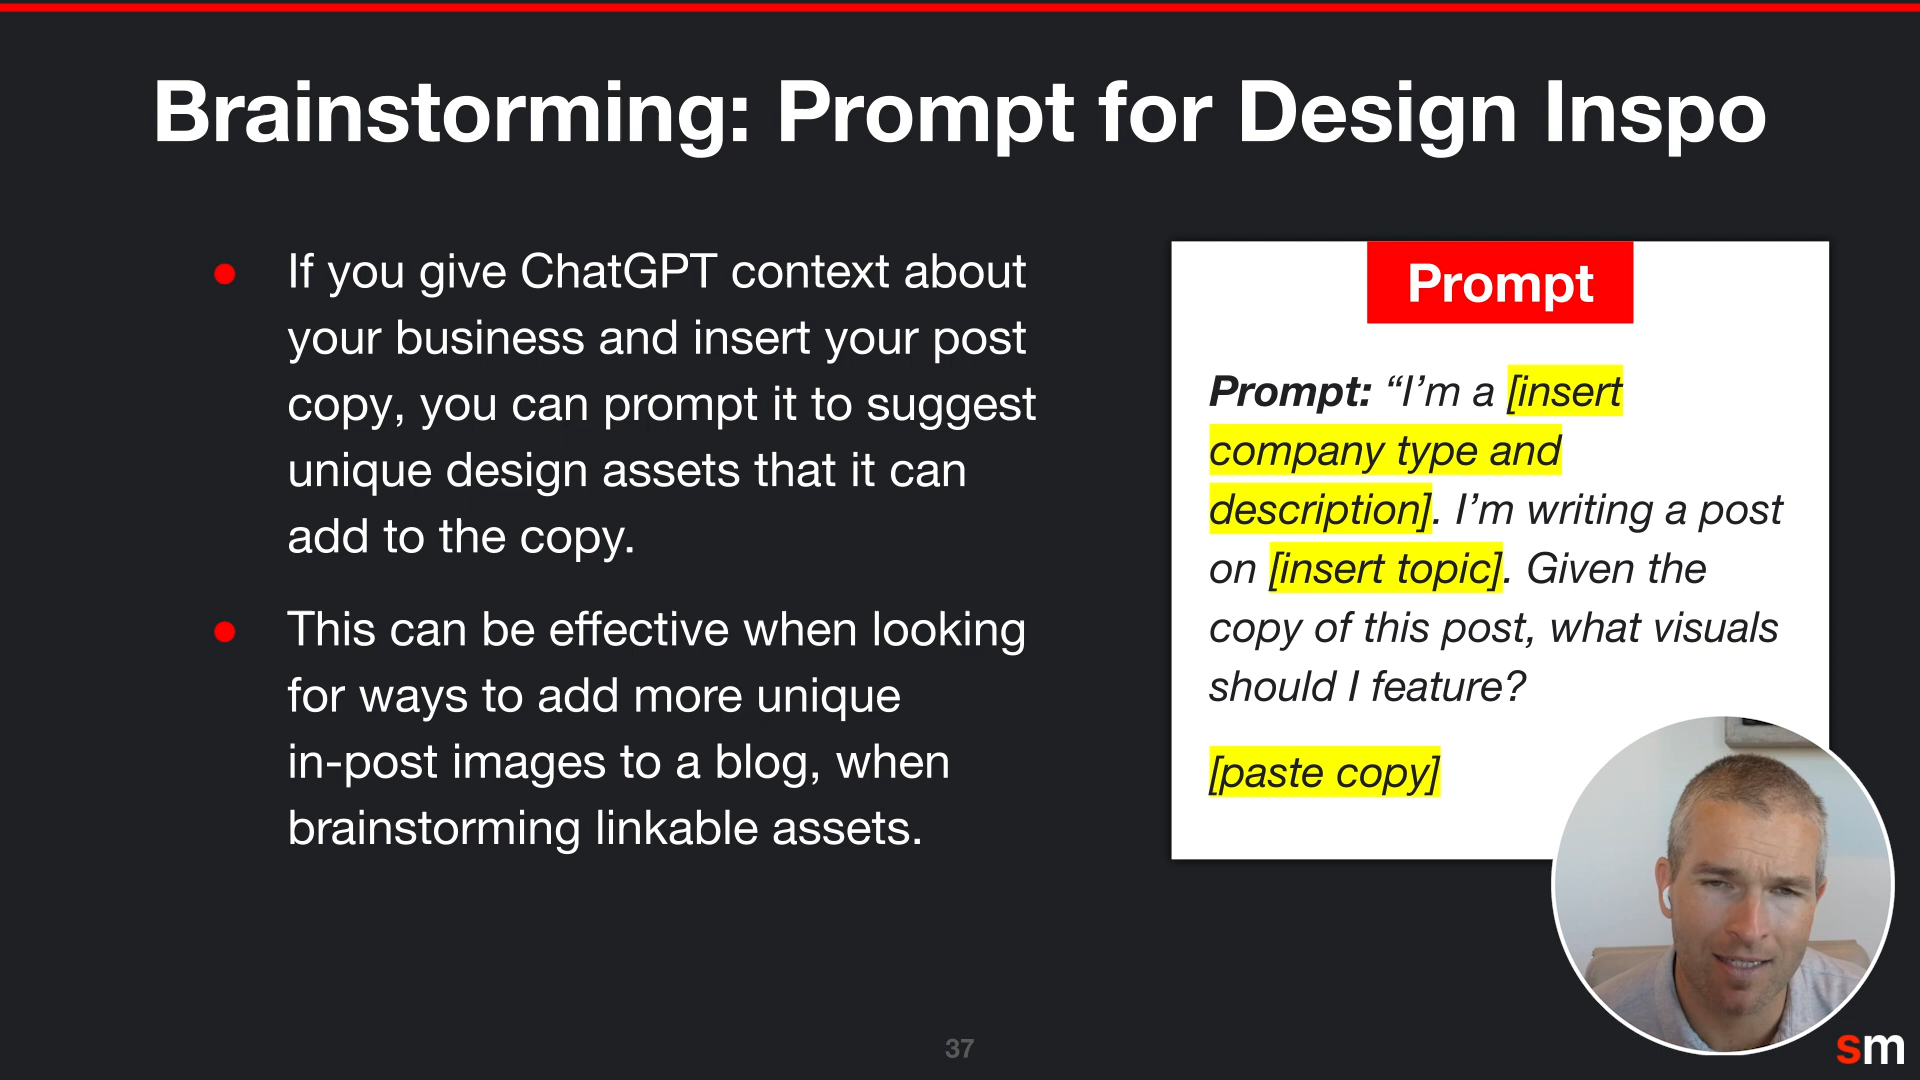 Brainstorming: Prompt for Design Inspo
● If you give ChatGPT context about
your business and insert your post
copy, you can prompt it to suggest
unique design assets that it can
add to the copy.
● This can be effective when looking
for ways to add more unique
in-post images to a blog, when
brainstorming linkable assets.
Prompt
Prompt: “I’m a [insert
company type and
description]. I’m writing a post
on [insert topic]. Given the
copy of this post, what visuals
should I feature?
[paste copy]
37
sm